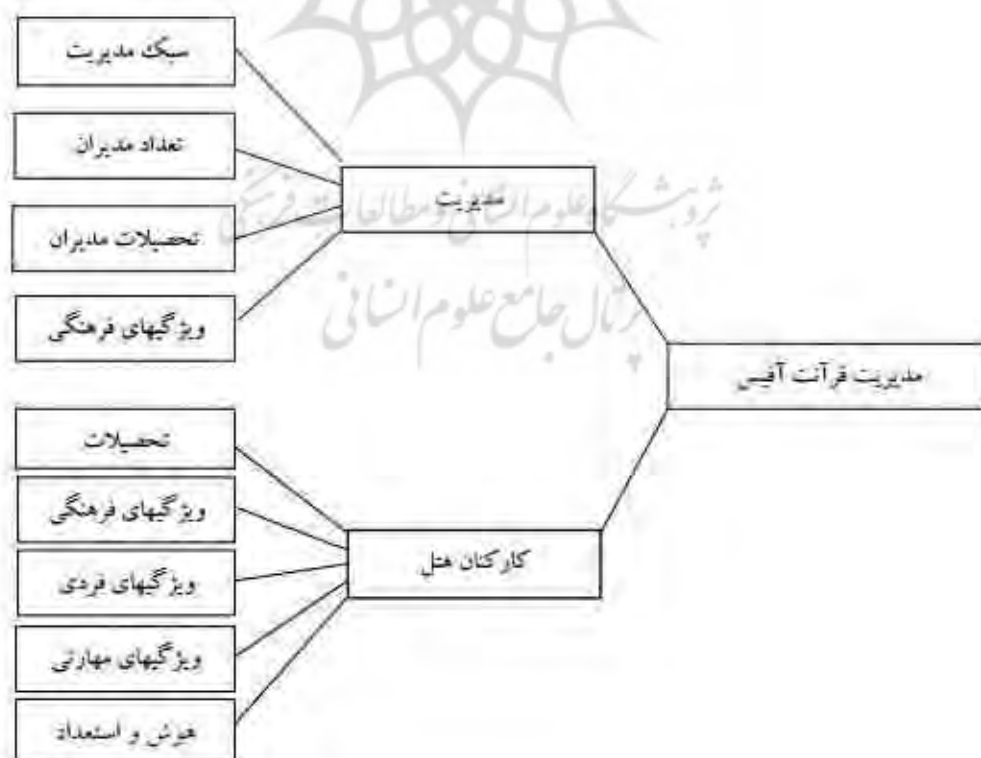 سبک مدیریت
تعداد مدیران
تحصیلات مدیران
ویژگیهای فرهنگی
مدیریت
پژوهشگاه علوم انسانی و مطالعات فرهنگی
پرتال جامع علوم انسانی
مدیریت فرآنت آفیس
تحصیلات
ویژگیهای فرهنگی
ویژگیهای فردی
ویژگیهای مهارتی
هوش و استعداد
کارکنان هتل